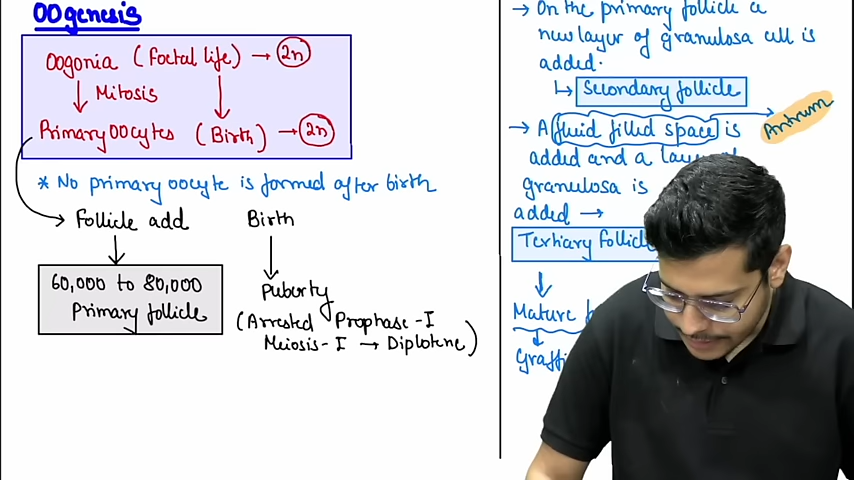 OOgenesis
Oogonia (Foetal life) → 2n
↓ Mitosis
Primary Oocytes (Birth) → 2n
* No primary oocyte is formed after birth
→ Follicle add
60,000 to 80,000
Primary follicle
Birth
Puberty
(Arrested Prophase-I
Meiosis-I → Diplotene)
→ On the primary follicle a
new layer of granulosa cell is
added.
↳ Secondary follicle
→ A fluid filled space is
Antrum
added and a layer of
granulosa is
added →
Tertiary follicle
Mature